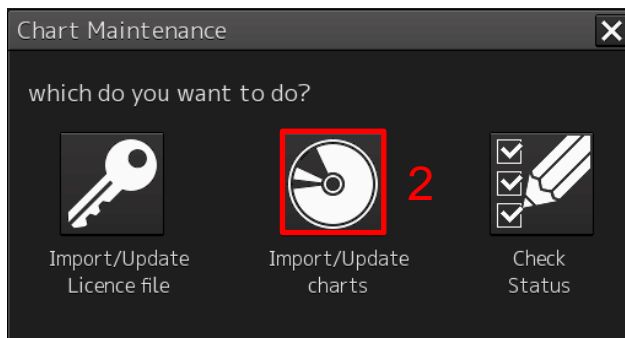 Chart Maintenance
which do you want to do?
2
Import/Update
Licence file
Import/Update
charts
Check
Status